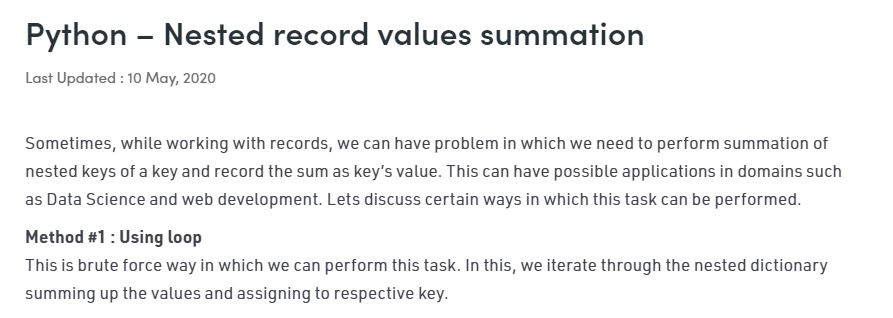 Python – Nested record values summation
Last Updated : 10 May, 2020
Sometimes, while working with records, we can have problem in which we need to perform summation of
nested keys of a key and record the sum as key's value. This can have possible applications in domains such
as Data Science and web development. Lets discuss certain ways in which this task can be performed.
Method #1 : Using loop
This is brute force way in which we can perform this task. In this, we iterate through the nested dictionary
summing up the values and assigning to respective key.